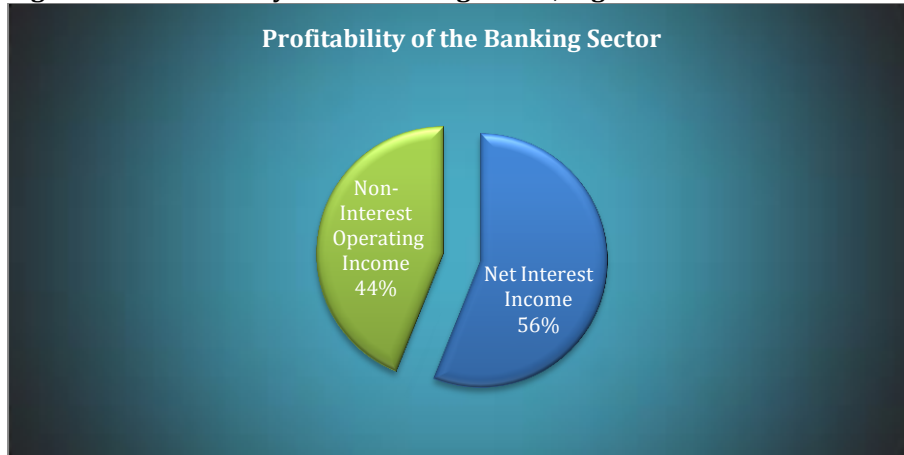 Profitability of the Banking Sector
Non-
Interest
Operating
Income
44%
Net Interest
Income
56%